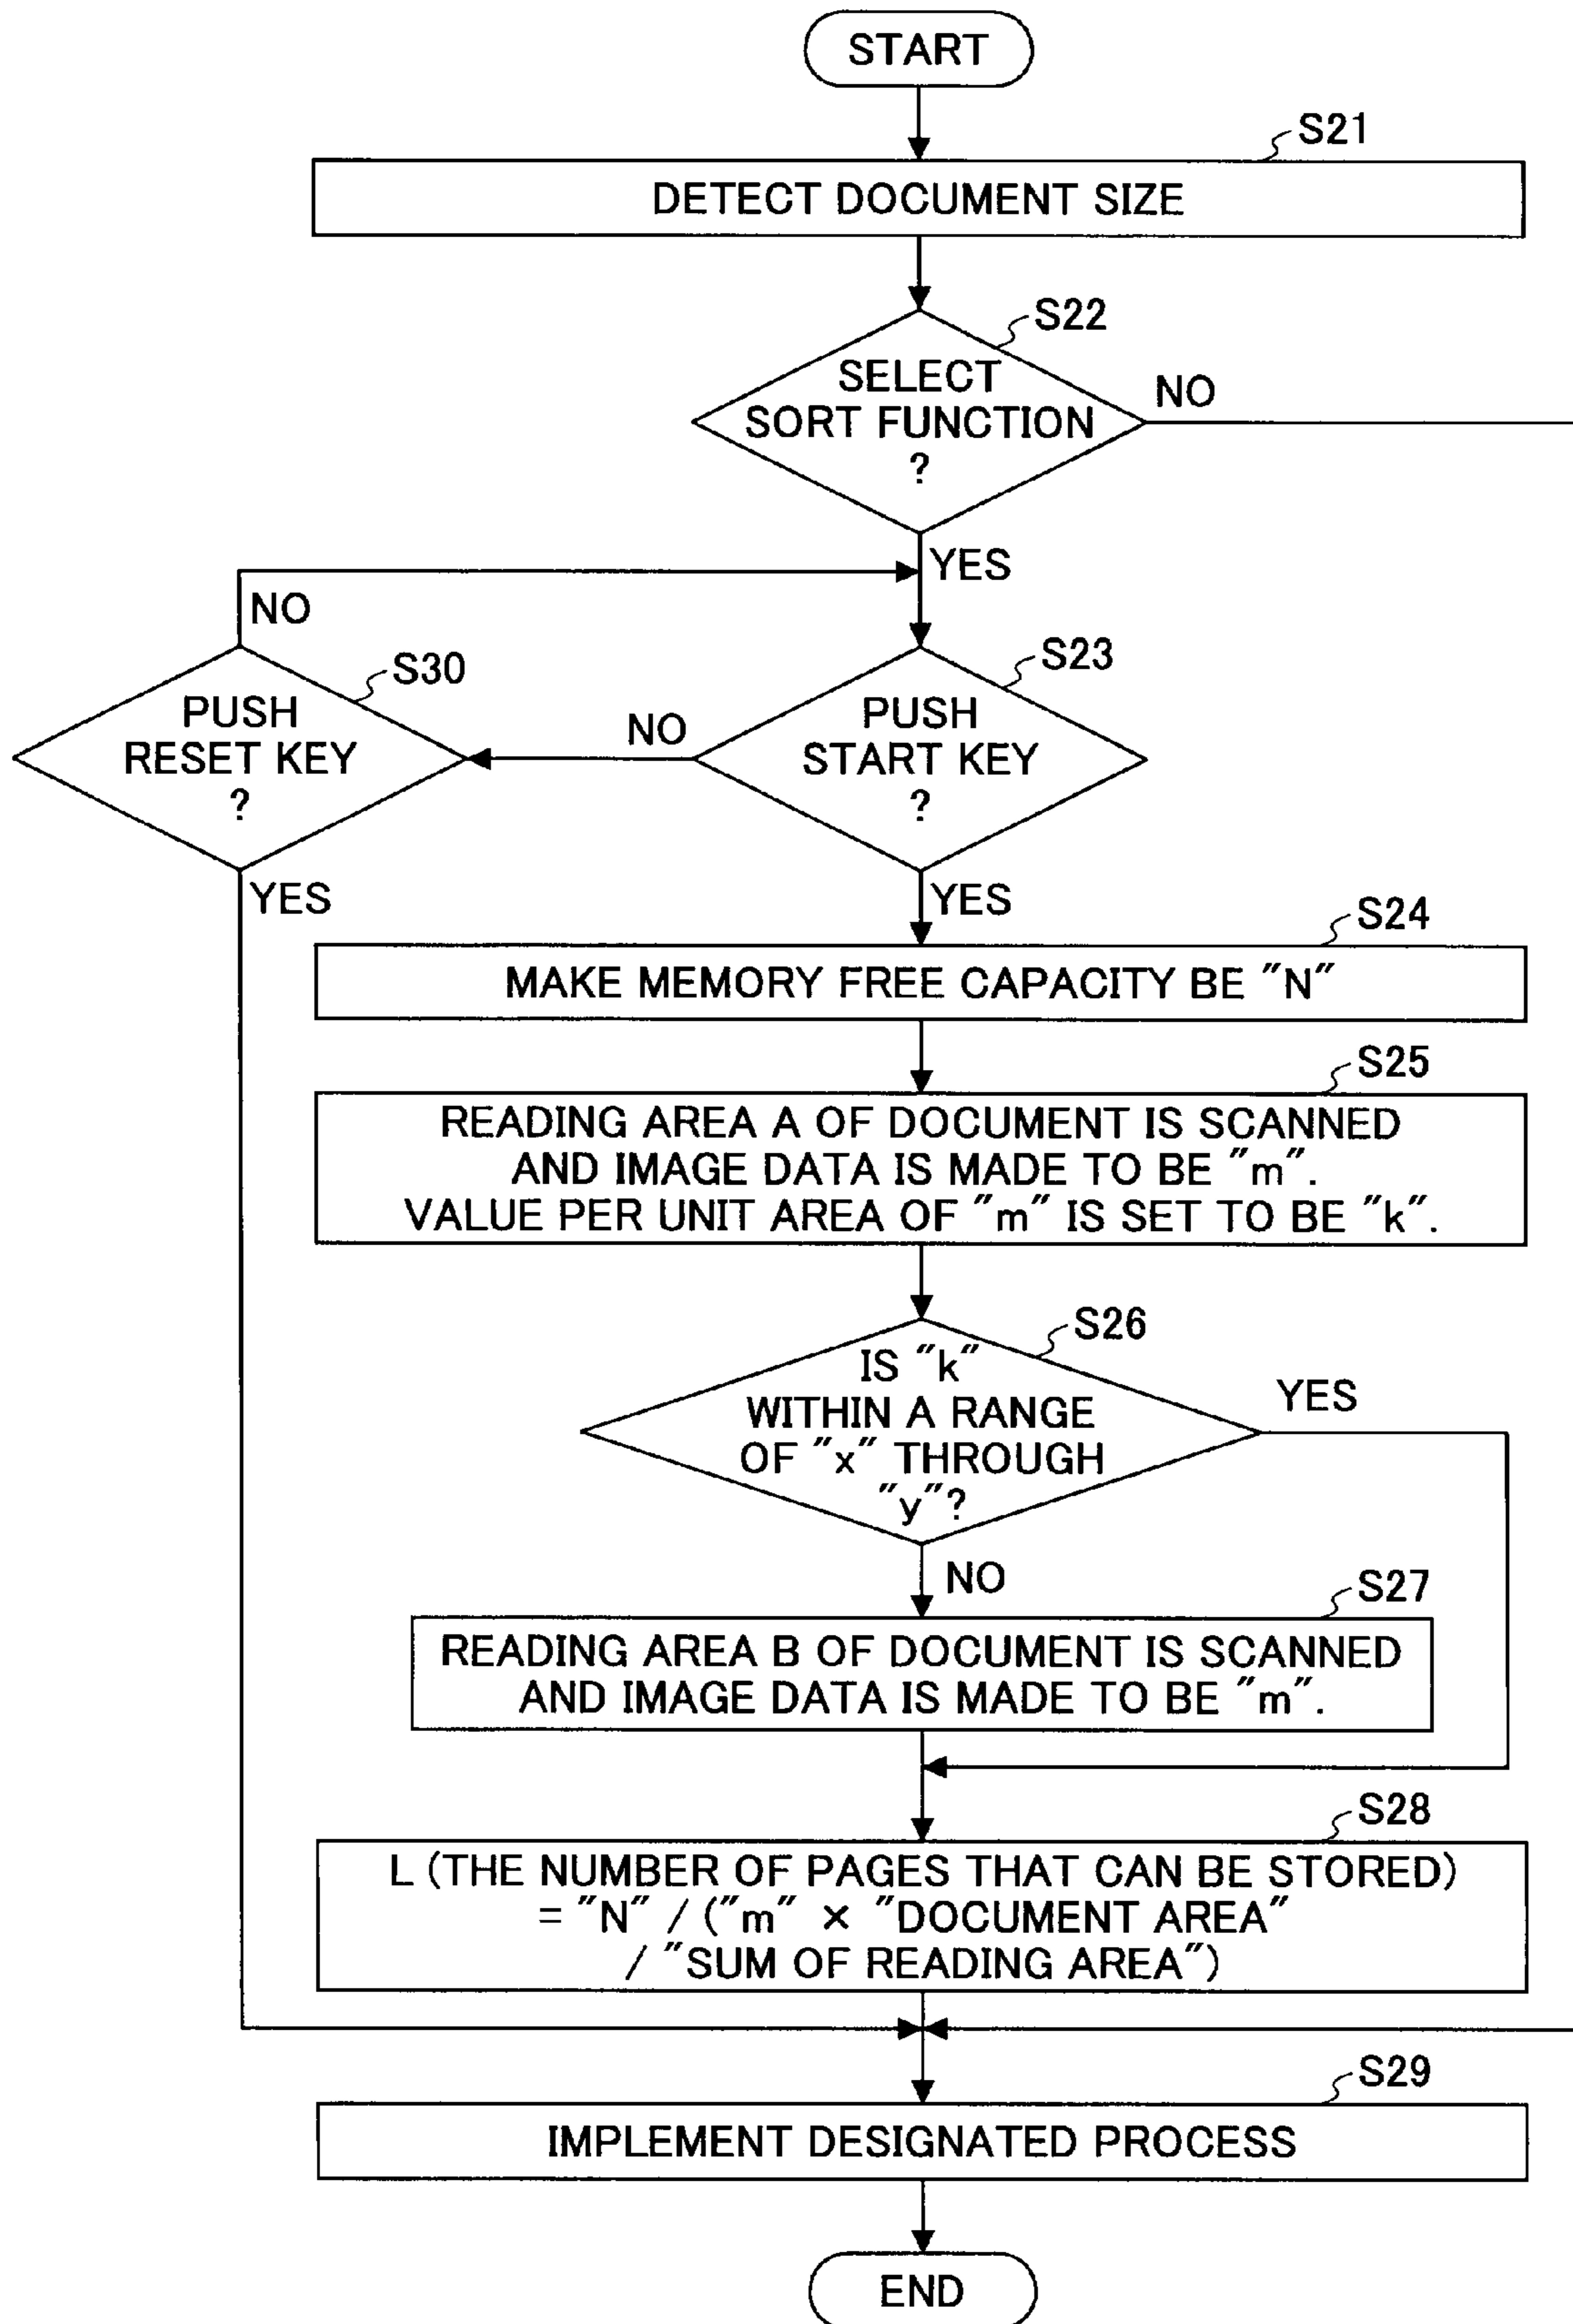 START
S21
DETECT DOCUMENT SIZE
S22
SELECT
SORT FUNCTION
?
NO
YES
NO
S30
PUSH
RESET KEY
?
NO
S23
PUSH
START KEY
?
YES
YES
S24
MAKE MEMORY FREE CAPACITY BE "N"
S25
READING AREA A OF DOCUMENT IS SCANNED
AND IMAGE DATA IS MADE TO BE "m".
VALUE PER UNIT AREA OF "m" IS SET TO BE "k".
S26
IS "k"
WITHIN A RANGE
OF "x" THROUGH
"y"?
YES
NO
S27
READING AREA B OF DOCUMENT IS SCANNED
AND IMAGE DATA IS MADE TO BE "m".
S28
L (THE NUMBER OF PAGES THAT CAN BE STORED)
= "N" / ("m" × "DOCUMENT AREA"
/ "SUM OF READING AREA")
S29
IMPLEMENT DESIGNATED PROCESS
END